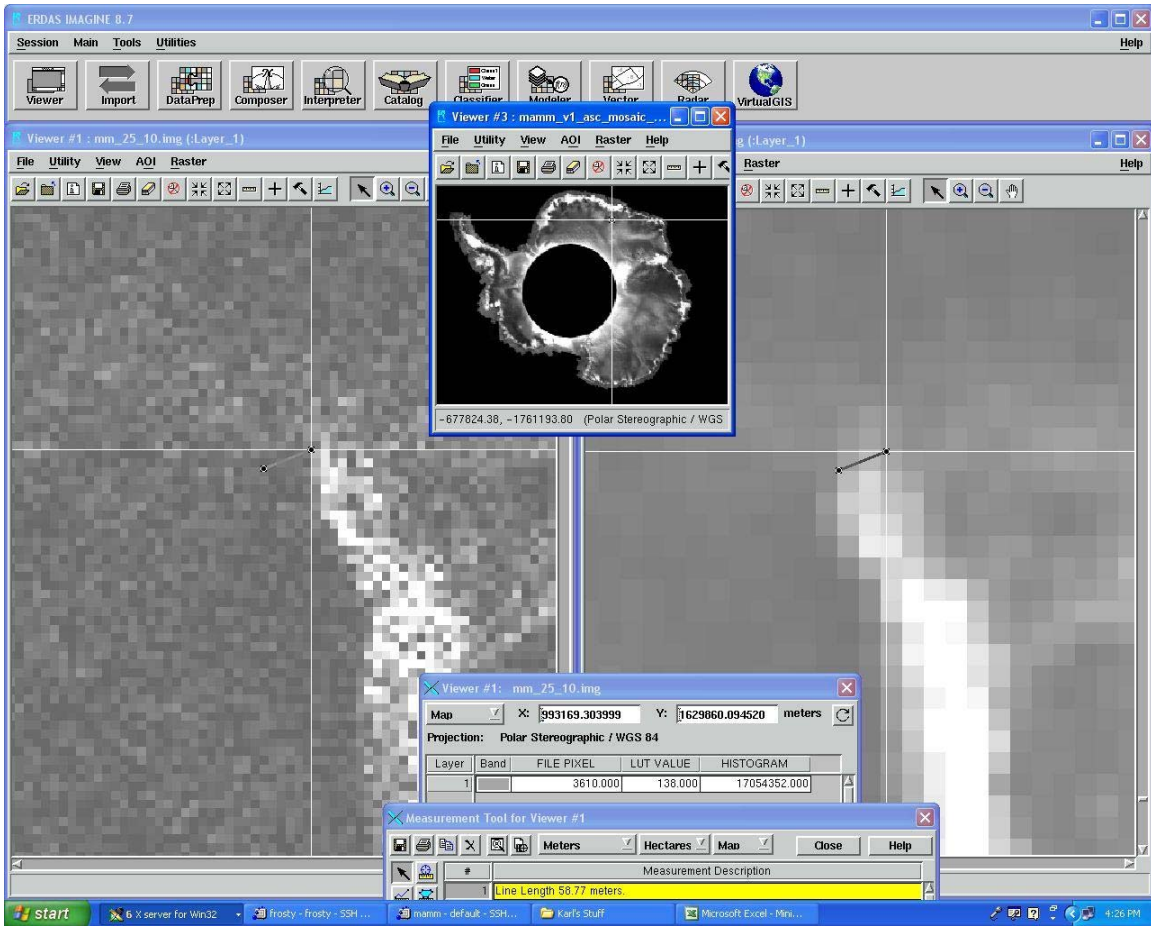 ERDAS IMAGINE 8.7
Session Main Tools Utilities Help
Viewer Import DataPrep Composer Interpreter Catalog Classifier Modeler Vector Radar VirtualGIS
Viewer #3 : mamm_v1_asc_mosaic_...
File Utility View AOI Raster Help
Viewer #1 : mm_25_10.img (:Layer_1)
File Utility View AOI Raster
(:Layer_1)
Raster Help
-677824.38, -1761193.80 (Polar Stereographic / WGS
Viewer #1: mm_25_10.img
Map X: 993169.303999 Y: 1629860.094520 meters
Projection: Polar Stereographic / WGS 84
Layer Band FILE PIXEL LUT VALUE HISTOGRAM
1 3610.000 138.000 17054352.000
Measurement Tool for Viewer #1
Meters Hectares Map Close Help
# Measurement Description
1 Line Length 58.77 meters.
start 6 X server for Win32 frosty - frosty - SSH ... mamm - default - SSH... Karl's Stuff Microsoft Excel - Mini... 4:26 PM